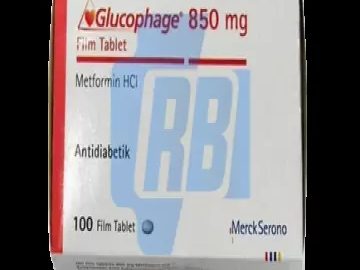 Glucophage® 850 mg
Film Tablet
Metformin HCl
RB
Antidiabetik
100 Film Tablet
MerckSerono